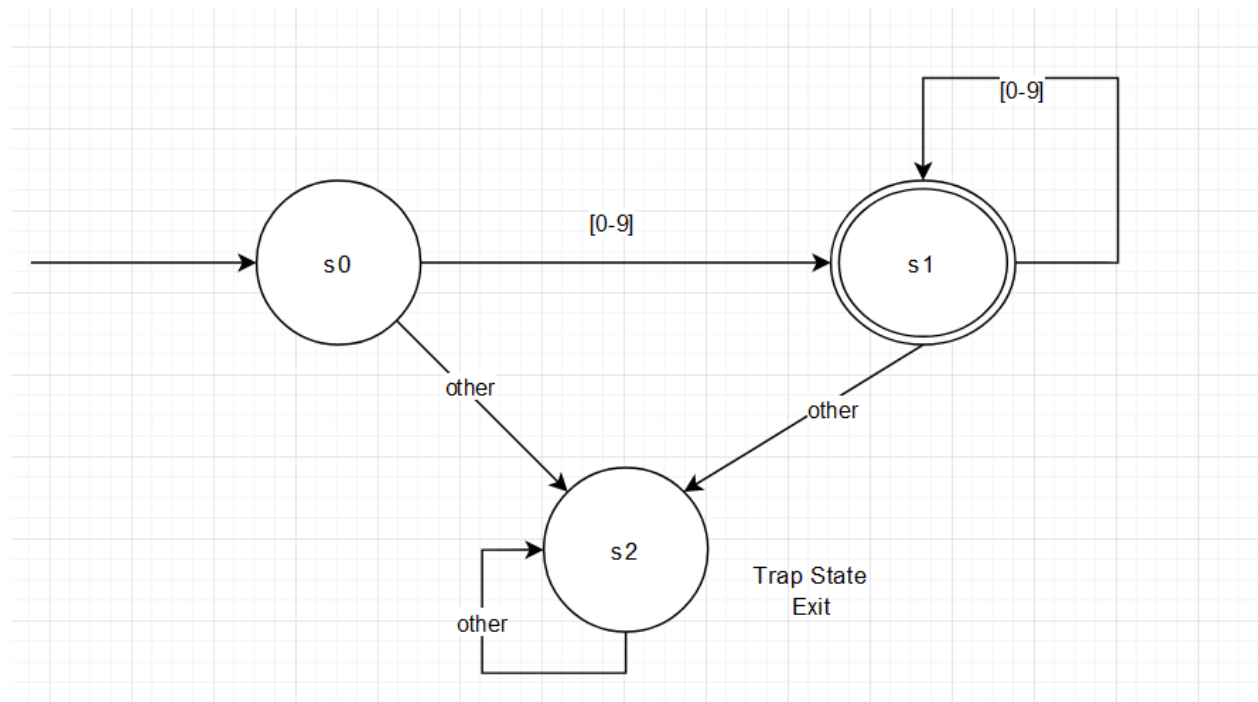 [0-9]
[0-9]
s0
s1
other
other
s2
Trap State
Exit
other